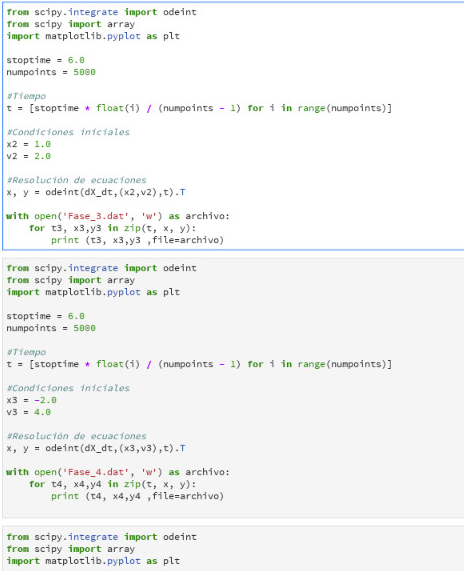 from scipy.integrate import odeint
from scipy import array
import matplotlib.pyplot as plt
stoptime = 6.0
numpoints = 5000
#Tiempo
t = [stoptime * float(i) / (numpoints - 1) for i in range(numpoints)]
#Condiciones iniciales
x2 = 1.0
v2 = 2.0
#Resolución de ecuaciones
x, y = odeint(dX_dt,(x2,v2),t).T
with open('Fase_3.dat', 'w') as archivo:
    for t3, x3,y3 in zip(t, x, y):
        print (t3, x3,y3 ,file=archivo)
from scipy.integrate import odeint
from scipy import array
import matplotlib.pyplot as plt
stoptime = 6.0
numpoints = 5000
#Tiempo
t = [stoptime * float(i) / (numpoints - 1) for i in range(numpoints)]
#Condiciones iniciales
x3 = -2.0
v3 = 4.0
#Resolución de ecuaciones
x, y = odeint(dX_dt,(x3,v3),t).T
with open('Fase_4.dat', 'w') as archivo:
    for t4, x4,y4 in zip(t, x, y):
        print (t4, x4,y4 ,file=archivo)
from scipy.integrate import odeint
from scipy import array
import matplotlib.pyplot as plt